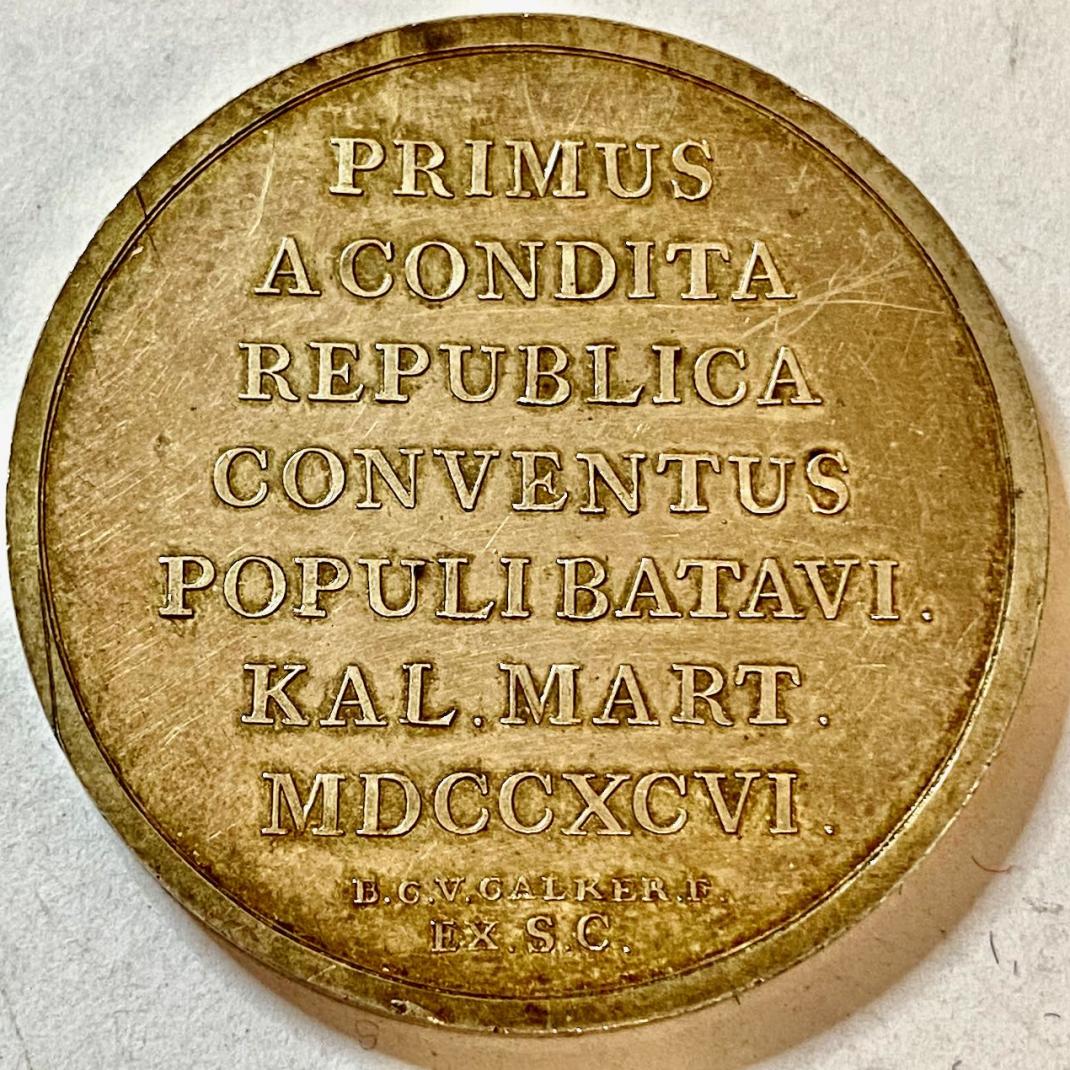 PRIMUS
A CONDITA
REPUBLICA
CONVENTUS
POPULI BATAVI.
KAL. MART.
MDCCXCVI.
B.C.V.CALKER.F.
EX.S.C.